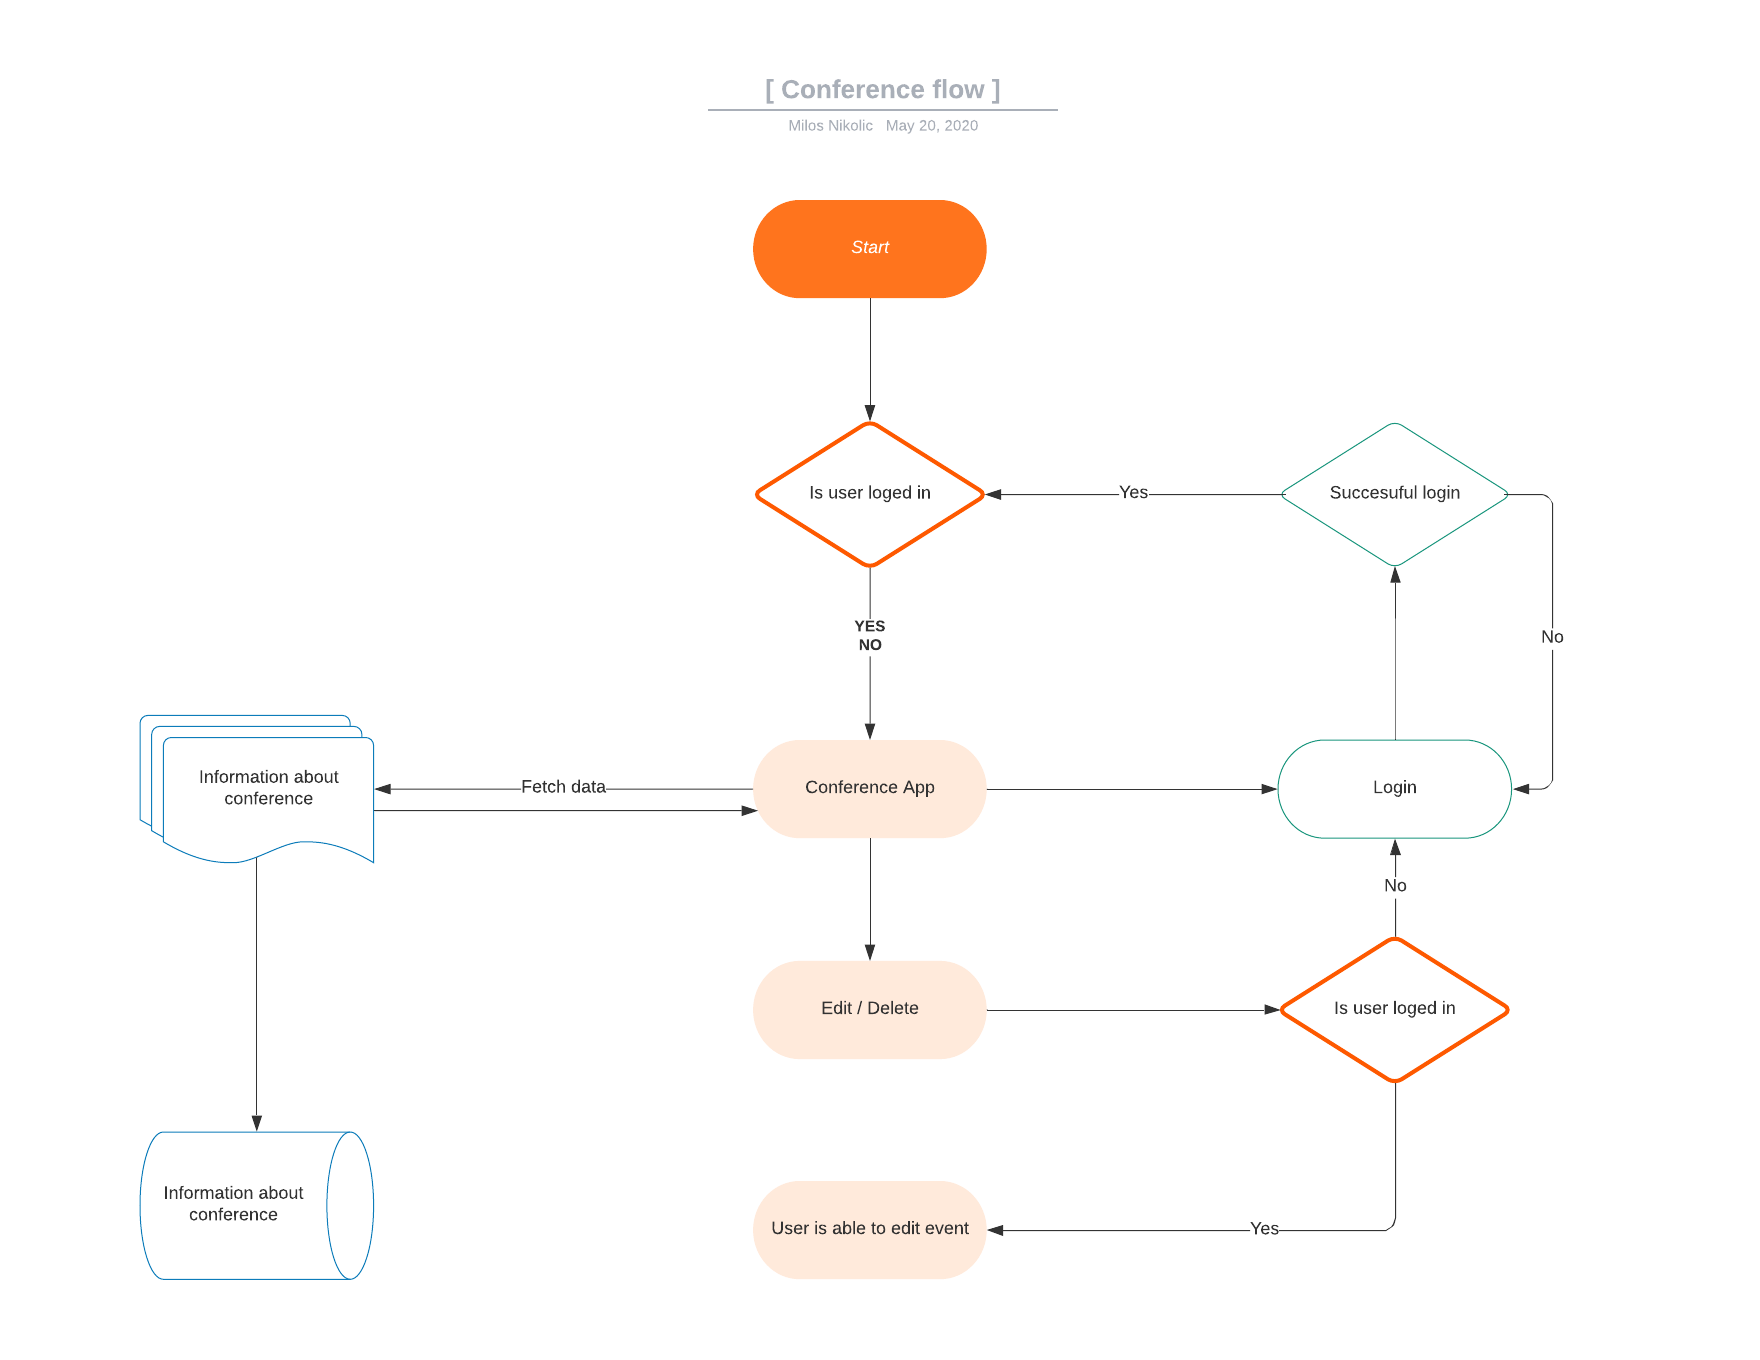 [ Conference flow ]
Milos Nikolic May 20, 2020
Start
Is user loged in
Yes
Succesuful login
YES
NO
No
Information about
conference
Fetch data
Conference App
Login
No
Edit / Delete
Is user loged in
Information about
conference
User is able to edit event
Yes